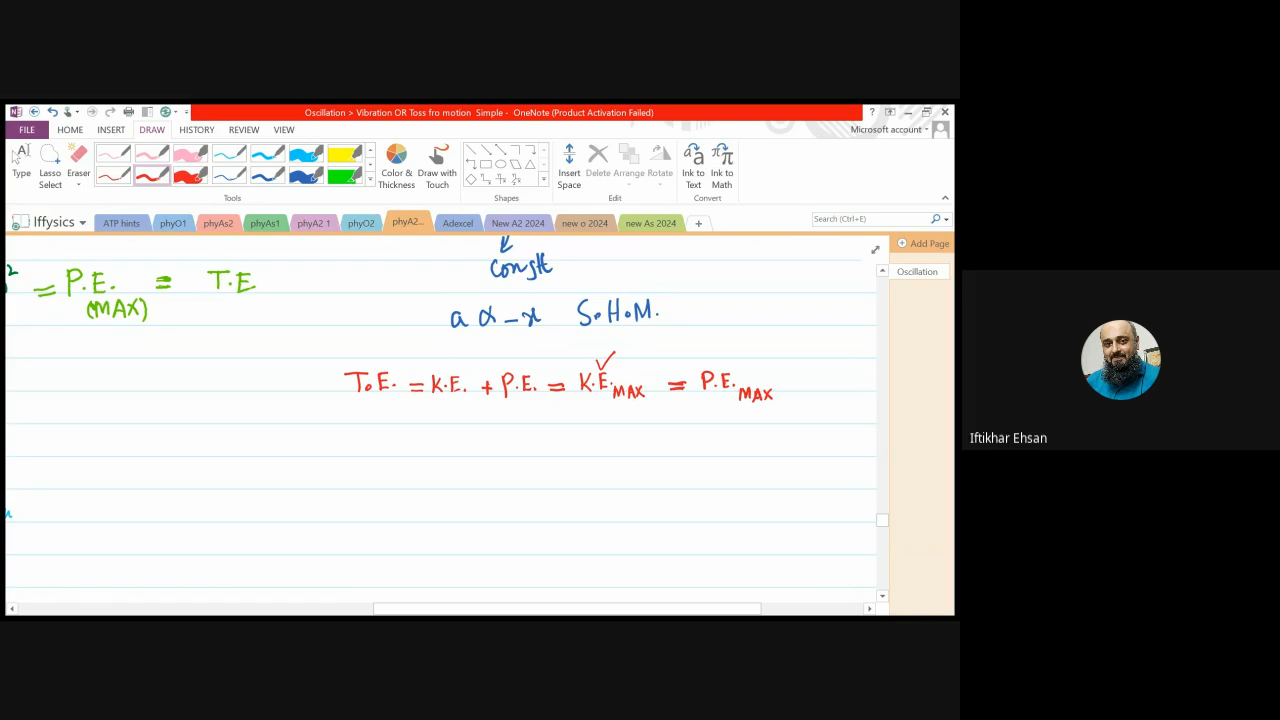 Oscillation > Vibration OR Toss fro motion Simple - OneNote (Product Activation Failed)
FILE HOME INSERT DRAW HISTORY REVIEW VIEW Microsoft account
Type Lasso Select Eraser Color & Thickness Draw with Touch Insert Space Delete Arrange Rotate Ink to Text Ink to Math
Tools Shapes Edit Convert
Iffysics ATP hints phyO1 phyAs2 phyAs1 phyA2 1 phyO2 phyA2... Adexcel New A2 2024 new o 2024 new As 2024 + Search (Ctrl+E)
Add Page
Oscillation
2
= P.E. = T.E
(MAX)
a α - x S.H.M.
T.E. = K.E. + P.E. = K.E.MAX = P.E.MAX
Iftikhar Ehsan